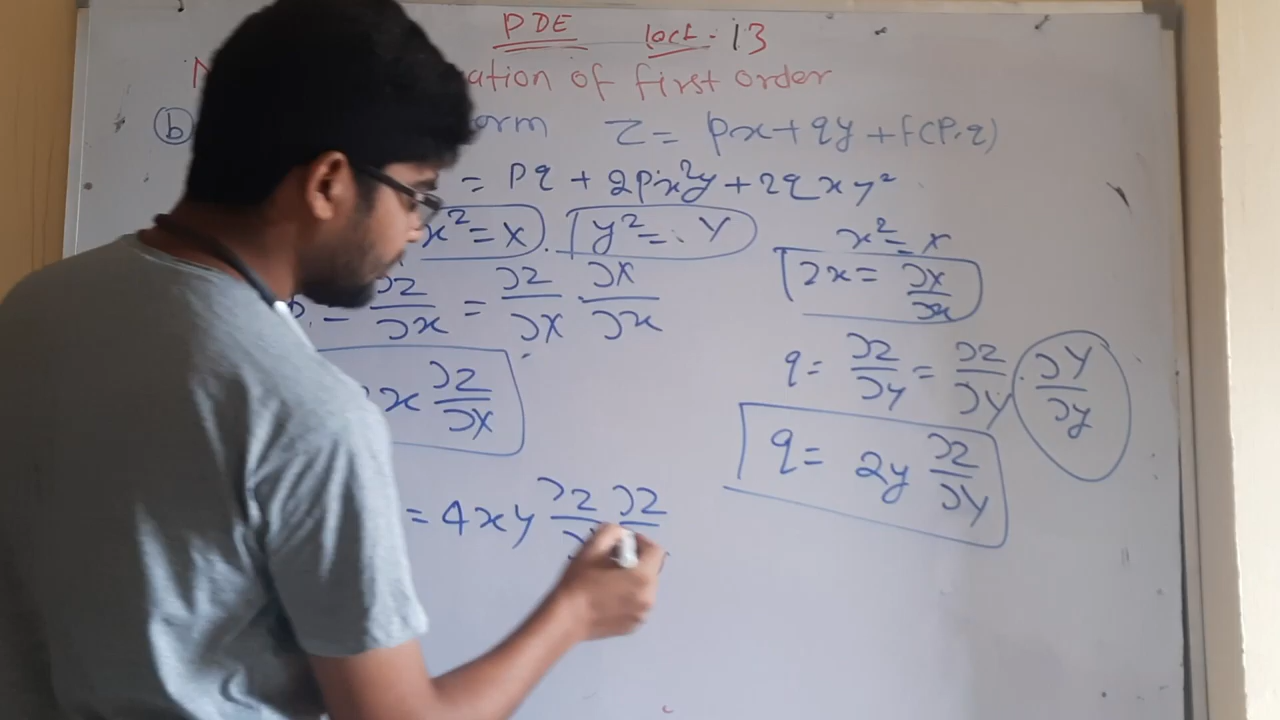 PDE lect. 13
N ation of first order
(b) orm z = px + qy + f(p,q)
= pq + 2px²y + 2qxy²
x² = X. y² = Y
x² = X
2x = ∂X/∂x
p = ∂z/∂x = ∂z/∂X ∂X/∂x
q = ∂z/∂y = ∂z/∂Y · ∂Y/∂y
x ∂z/∂X
q = 2y ∂z/∂Y
= 4xy ∂z ∂z